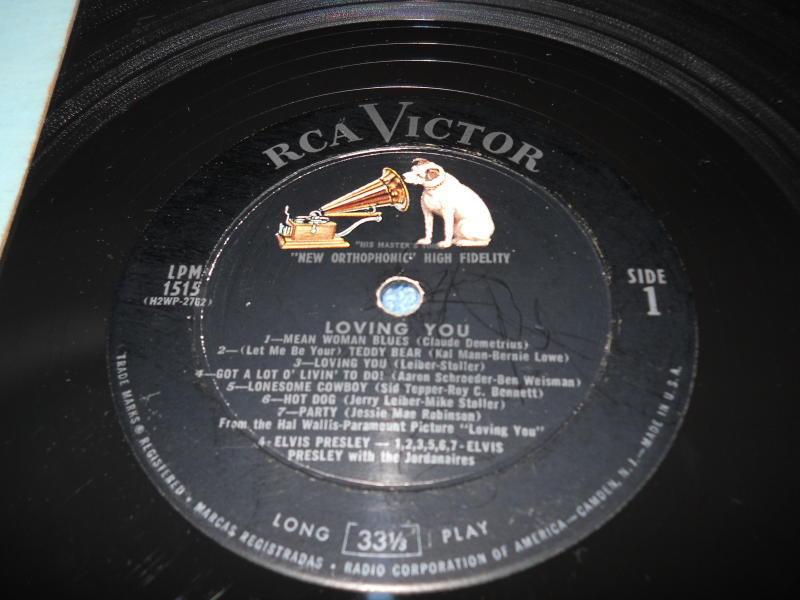 RCA VICTOR
"HIS MASTER'S VOICE"
"NEW ORTHOPHONIC" HIGH FIDELITY
LPM-
1515
(H2WP-2762)
SIDE
1
LOVING YOU
1—MEAN WOMAN BLUES (Claude Demetrius)
2—(Let Me Be Your) TEDDY BEAR (Kal Mann-Bernie Lowe)
3—LOVING YOU (Leiber-Stoller)
4—GOT A LOT O' LIVIN' TO DO! (Aaron Schroeder-Ben Weisman)
5—LONESOME COWBOY (Sid Tepper-Roy C. Bennett)
6—HOT DOG (Jerry Leiber-Mike Stoller)
7—PARTY (Jessie Mae Robinson)
From the Hal Wallis-Paramount Picture "Loving You"
4-ELVIS PRESLEY — 1,2,3,5,6,7-ELVIS
PRESLEY with the Jordanaires
LONG 33⅓ PLAY
TRADE MARKS ® REGISTERED • MARCAS REGISTRADAS • RADIO CORPORATION OF AMERICA—CAMDEN, N. J.—MADE IN U.S.A.